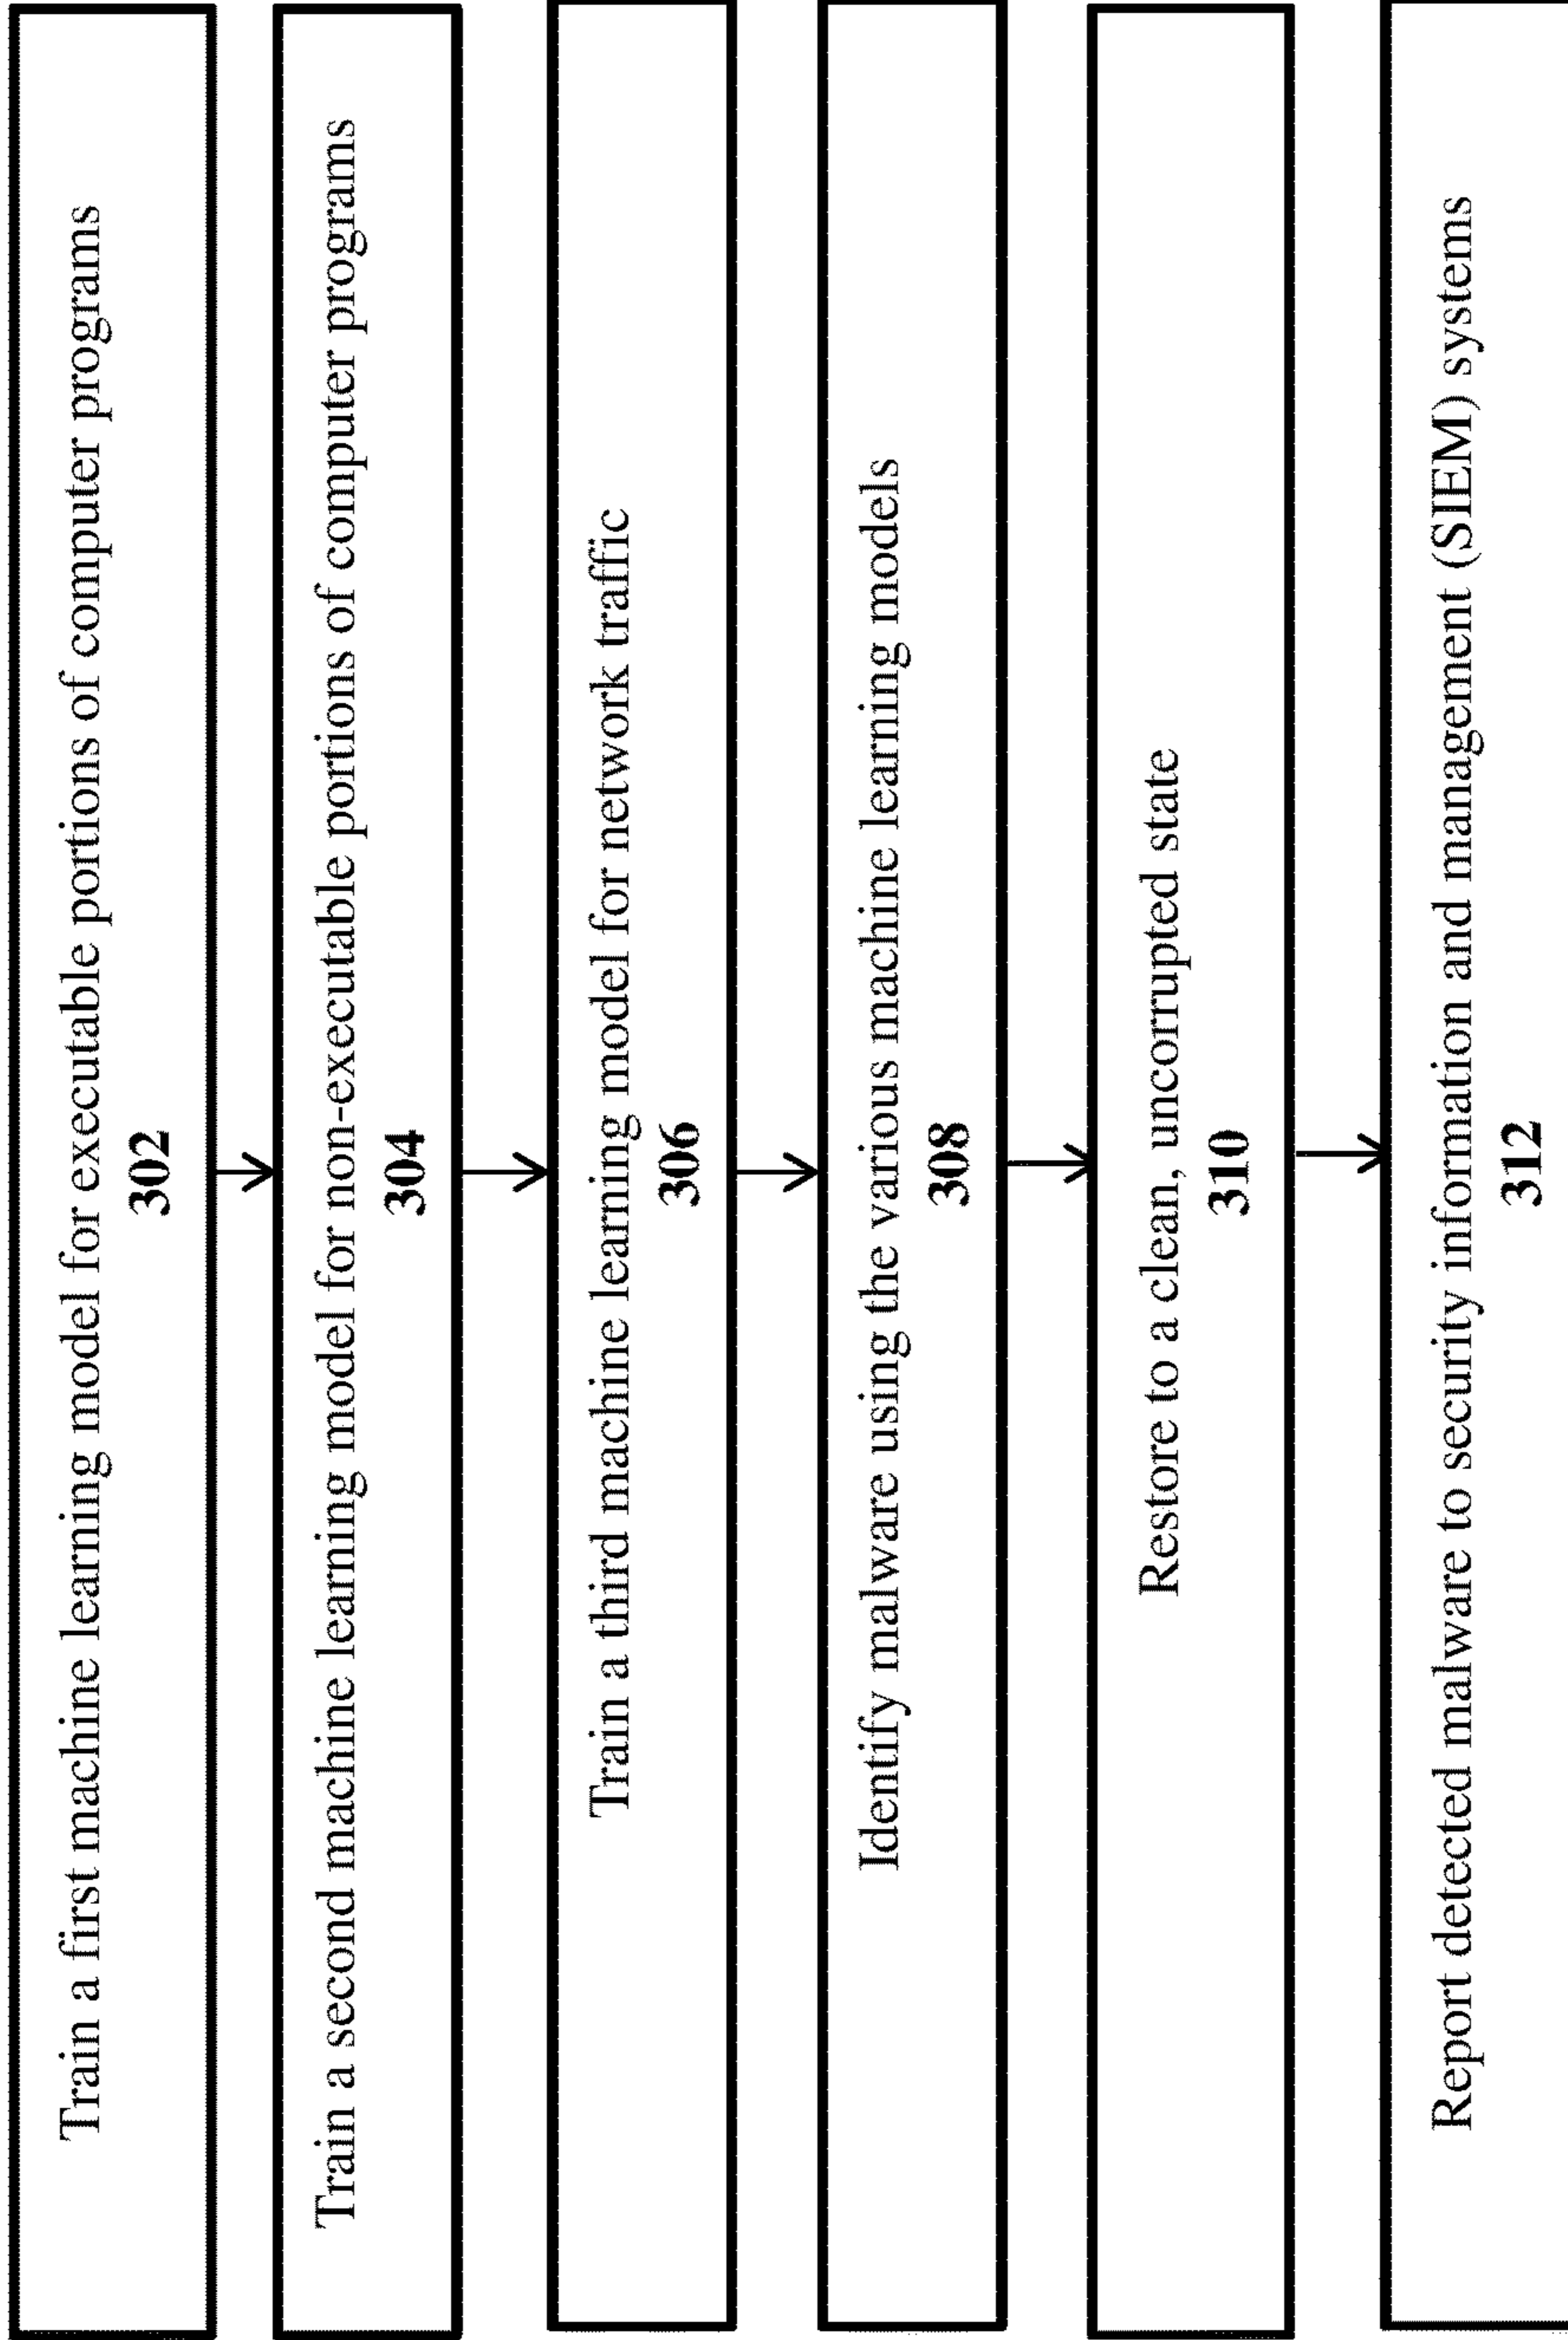 Train a first machine learning model for executable portions of computer programs
302
Train a second machine learning model for non-executable portions of computer programs
304
Train a third machine learning model for network traffic
306
Identify malware using the various machine learning models
308
Restore to a clean, uncorrupted state
310
Report detected malware to security information and management (SIEM) systems
312